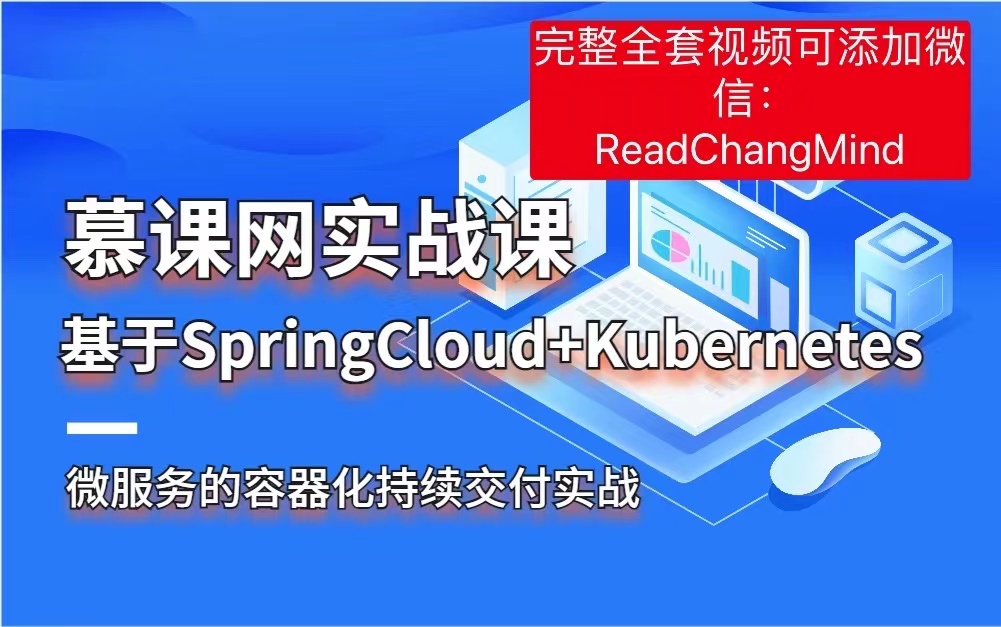 完整全套视频可添加微
信：
ReadChangMind
慕课网实战课
基于SpringCloud+Kubernetes
微服务的容器化持续交付实战